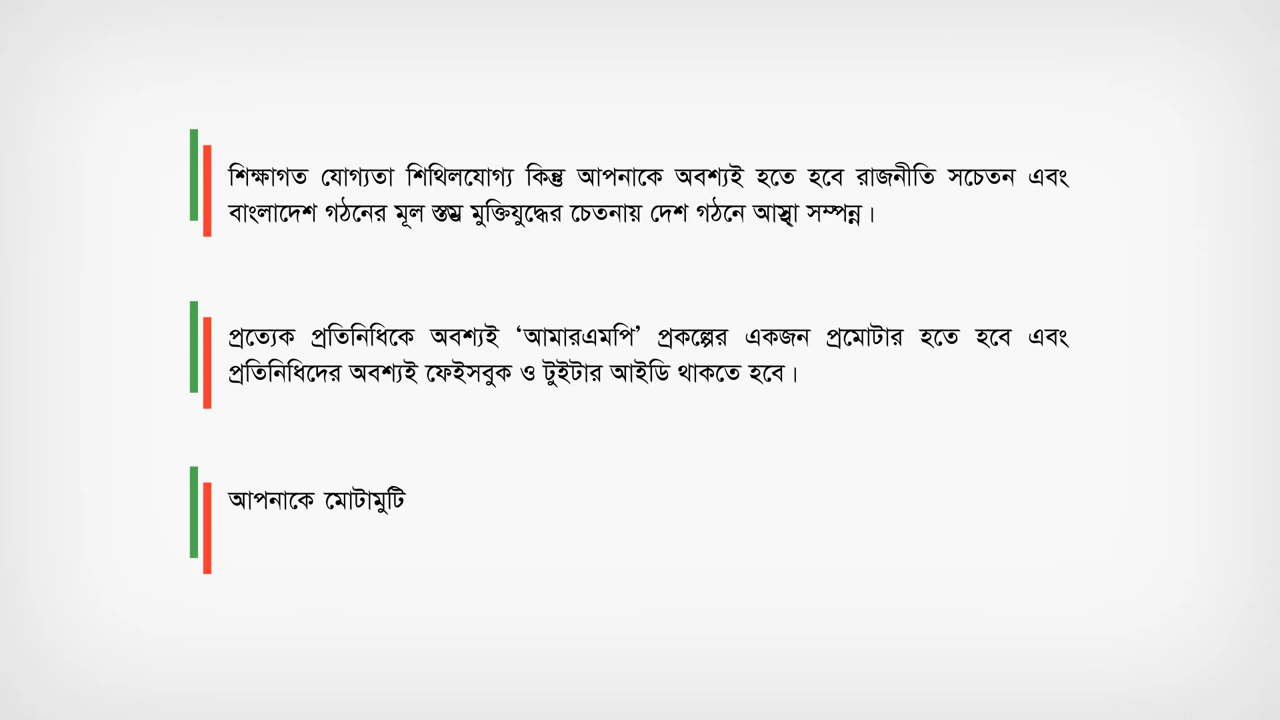 শিক্ষাগত যোগ্যতা শিথিলযোগ্য কিন্তু আপনাকে অবশ্যই হতে হবে রাজনীতি সচেতন এবং
বাংলাদেশ গঠনের মূল স্তম্ভ মুক্তিযুদ্ধের চেতনায় দেশ গঠনে আস্থা সম্পন্ন।
প্রত্যেক প্রতিনিধিকে অবশ্যই ‘আমারএমপি’ প্রকল্পের একজন প্রমোটার হতে হবে এবং
প্রতিনিধিদের অবশ্যই ফেইসবুক ও টুইটার আইডি থাকতে হবে।
আপনাকে মোটামুটি